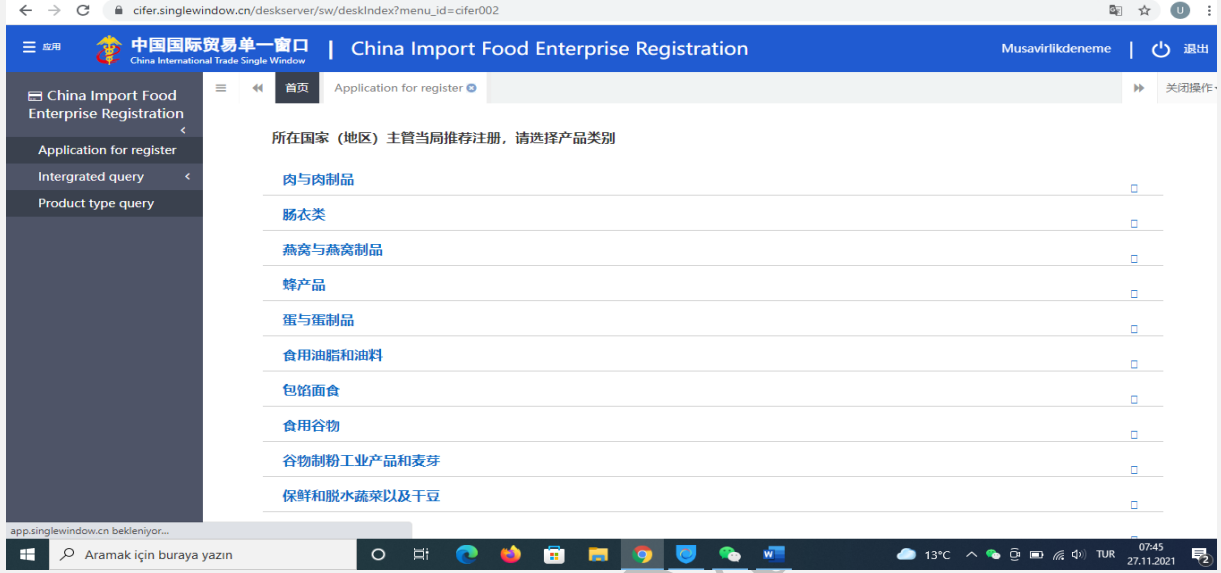 cifer.singlewindow.cn/deskserver/sw/deskIndex?menu_id=cifer002
U
应用
中国国际贸易单一窗口
China International Trade Single Window
| China Import Food Enterprise Registration
Musavirlikdeneme | 退出
China Import Food
Enterprise Registration
Application for register
Intergrated query
Product type query
首页
Application for register
关闭操作
所在国家（地区）主管当局推荐注册，请选择产品类别
肉与肉制品
肠衣类
燕窝与燕窝制品
蜂产品
蛋与蛋制品
食用油脂和油料
包馅面食
食用谷物
谷物制粉工业产品和麦芽
保鲜和脱水蔬菜以及干豆
app.singlewindow.cn bekleniyor...
Aramak için buraya yazın
13°C
TUR
07:45
27.11.2021
2